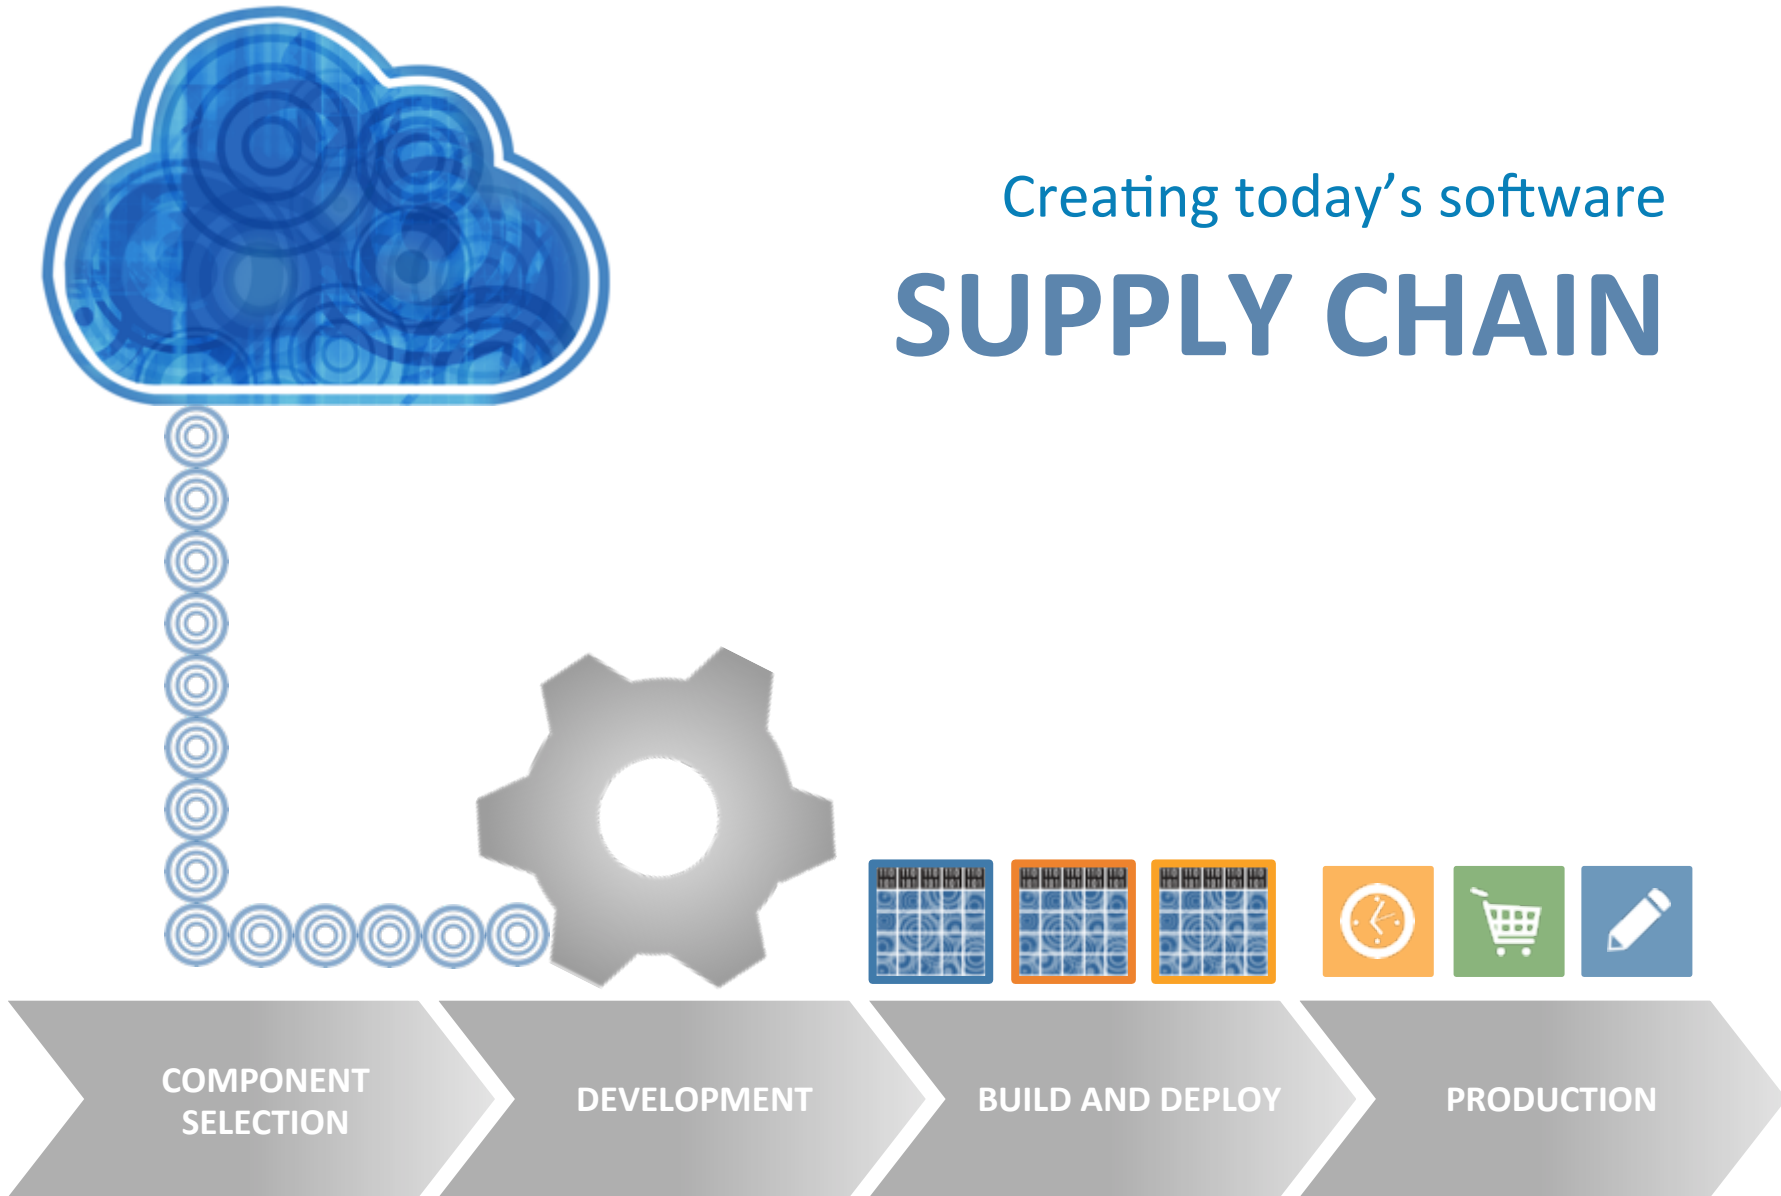 Creating today’s software
SUPPLY CHAIN
COMPONENT
SELECTION
DEVELOPMENT
BUILD AND DEPLOY
PRODUCTION